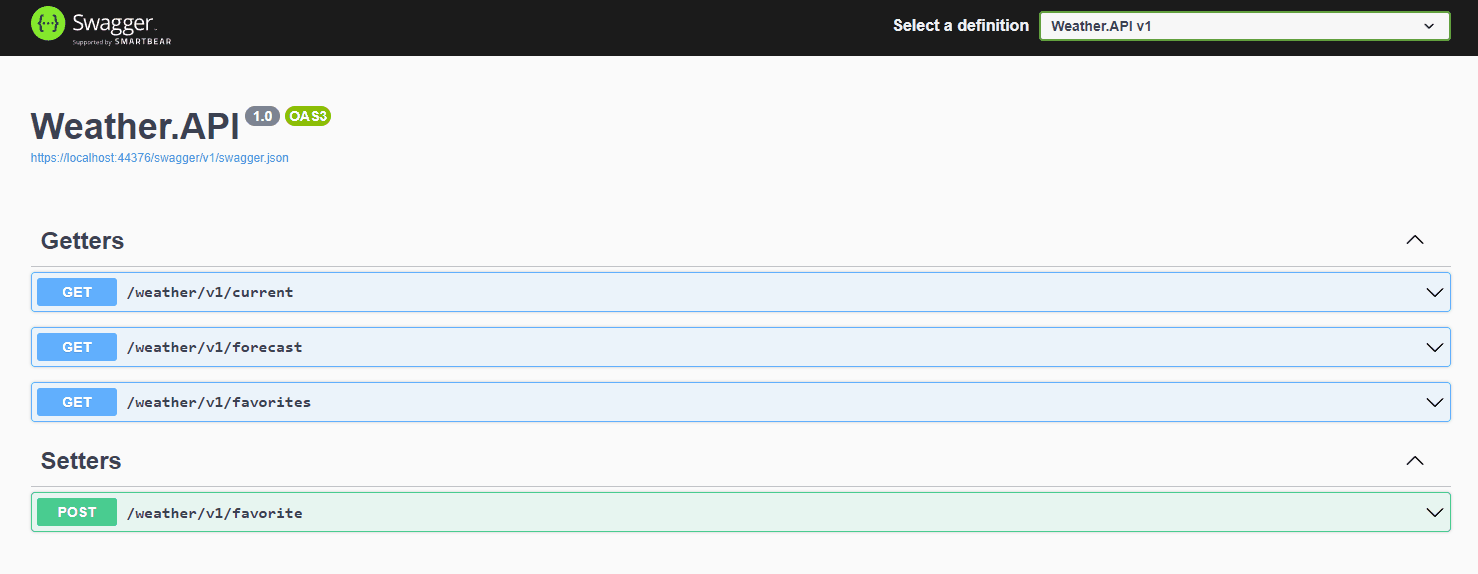 Swagger
Supported by SMARTBEAR
Select a definition
Weather.API v1
Weather.API 1.0 OAS3
https://localhost:44376/swagger/v1/swagger.json
Getters
GET /weather/v1/current
GET /weather/v1/forecast
GET /weather/v1/favorites
Setters
POST /weather/v1/favorite